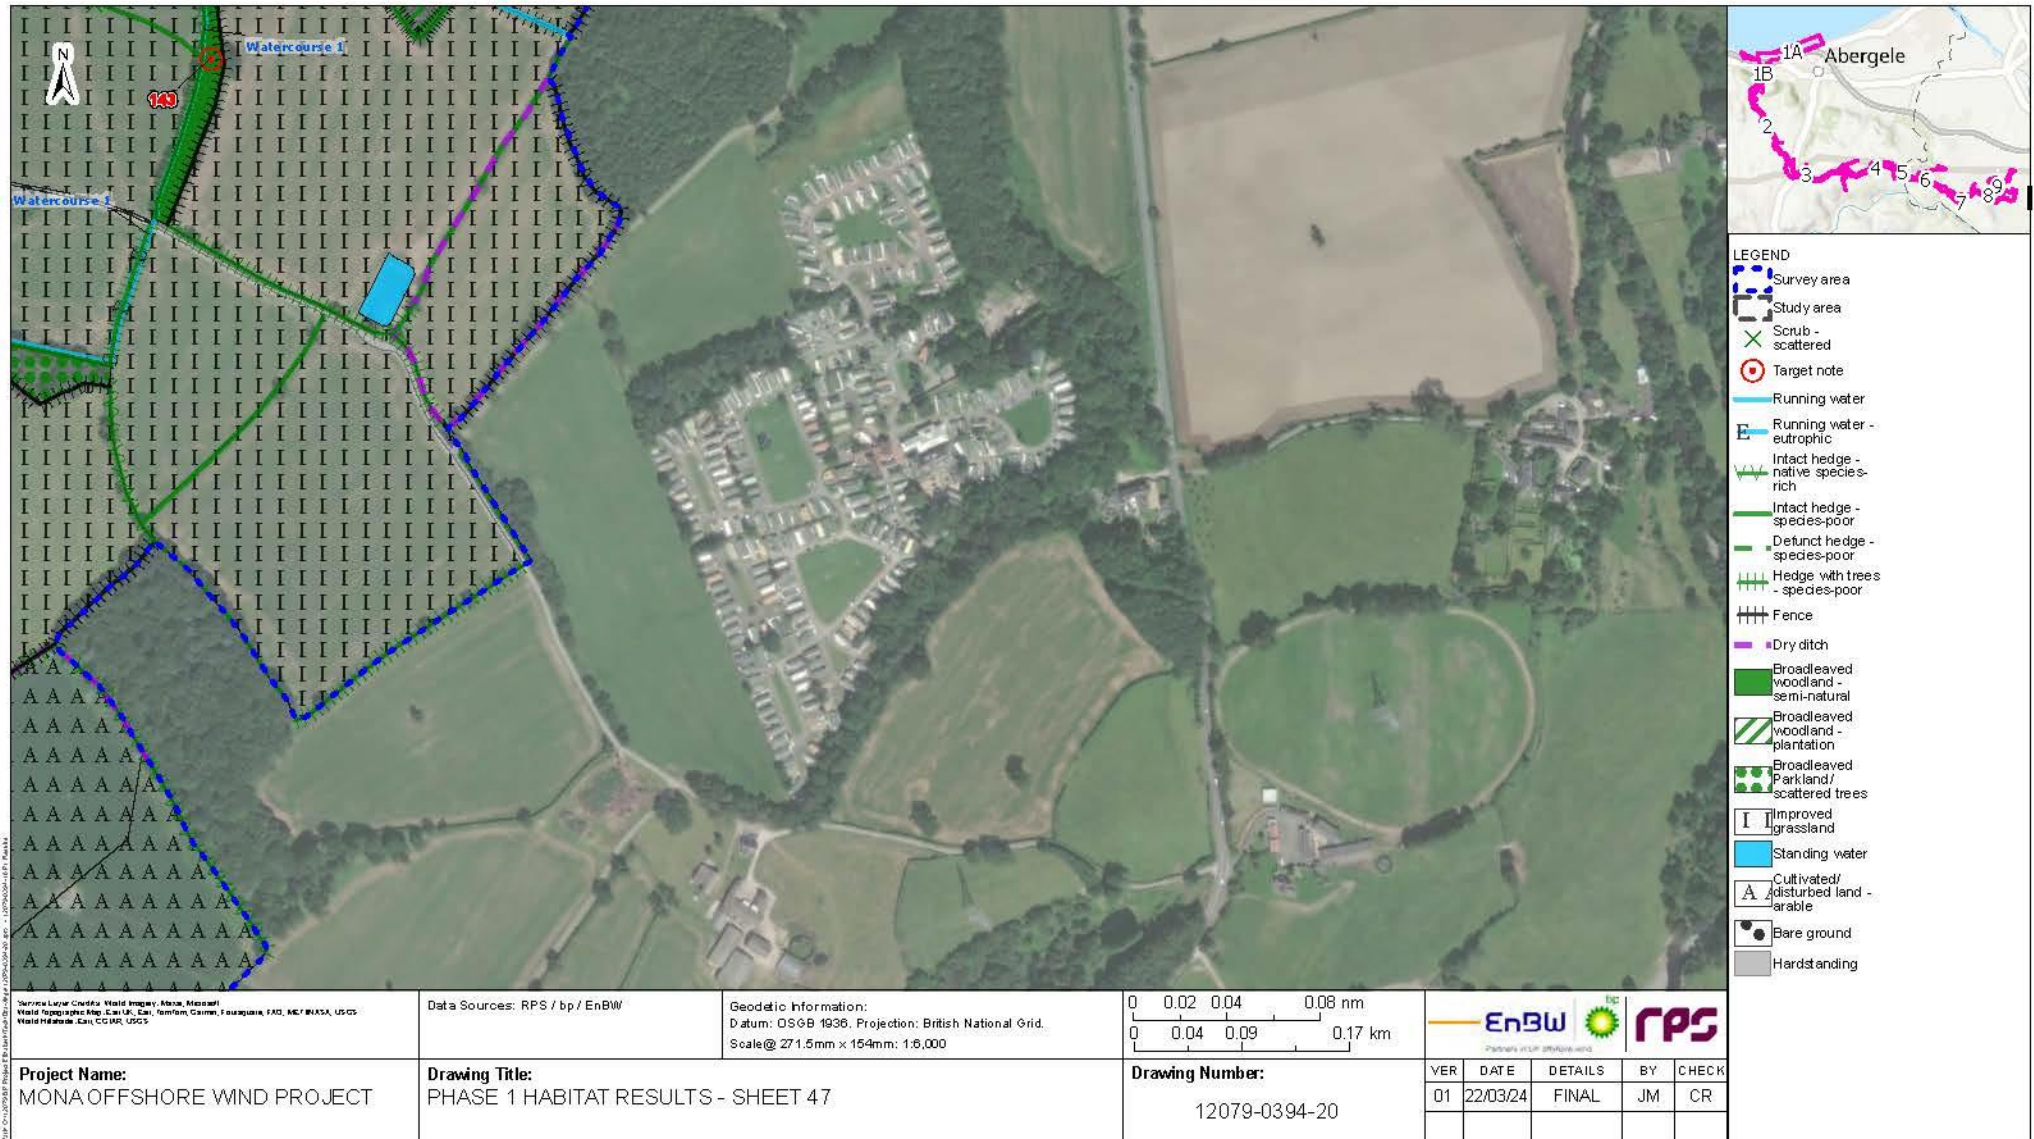 N
Watercourse 1
143
Watercourse 1
1A
Abergele
1B
2
3
4
5
6
7
8
9
LEGEND
Survey area
Study area
Scrub -
scattered
Target note
Running water
E
Running water -
eutrophic
Intact hedge -
native species-
rich
Intact hedge -
species-poor
Defunct hedge -
species-poor
Hedge with trees
- species-poor
Fence
Dry ditch
Broadleaved
woodland -
semi-natural
Broadleaved
woodland -
plantation
Broadleaved
Parkland/
scattered trees
I I
Improved
grassland
Standing water
A A
Cultivated/
disturbed land -
arable
Bare ground
Hardstanding
Data Sources: RPS / bp / EnBW
Geodetic Information:
Datum: OSGB 1936. Projection: British National Grid.
Scale@ 271.5mm x 154mm: 1:6,000
0 0.02 0.04 0.08 nm
0 0.04 0.09 0.17 km
EnBW
bp
rps
Project Name:
MONA OFFSHORE WIND PROJECT
Drawing Title:
PHASE 1 HABITAT RESULTS - SHEET 47
Drawing Number:
12079-0394-20
VER DATE DETAILS BY CHECK
01 22/03/24 FINAL JM CR